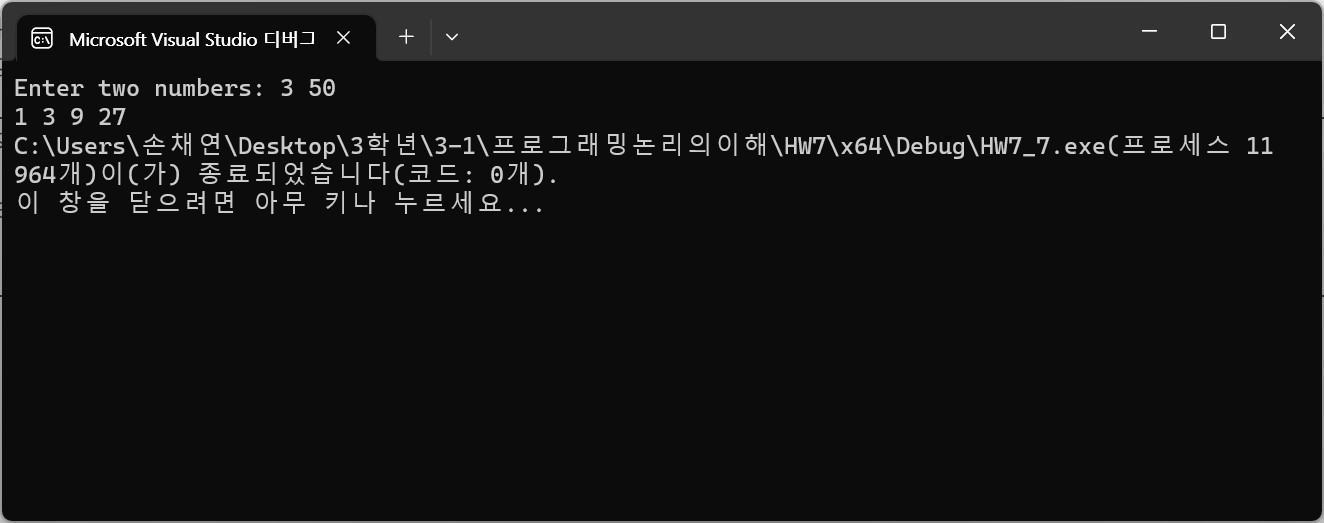 Microsoft Visual Studio 디버그
Enter two numbers: 3 50
1 3 9 27
C:\Users\손채연\Desktop\3학년\3-1\프로그래밍논리의이해\HW7\x64\Debug\HW7_7.exe(프로세스 11
964개)이(가) 종료되었습니다(코드: 0개).
이 창을 닫으려면 아무 키나 누르세요...